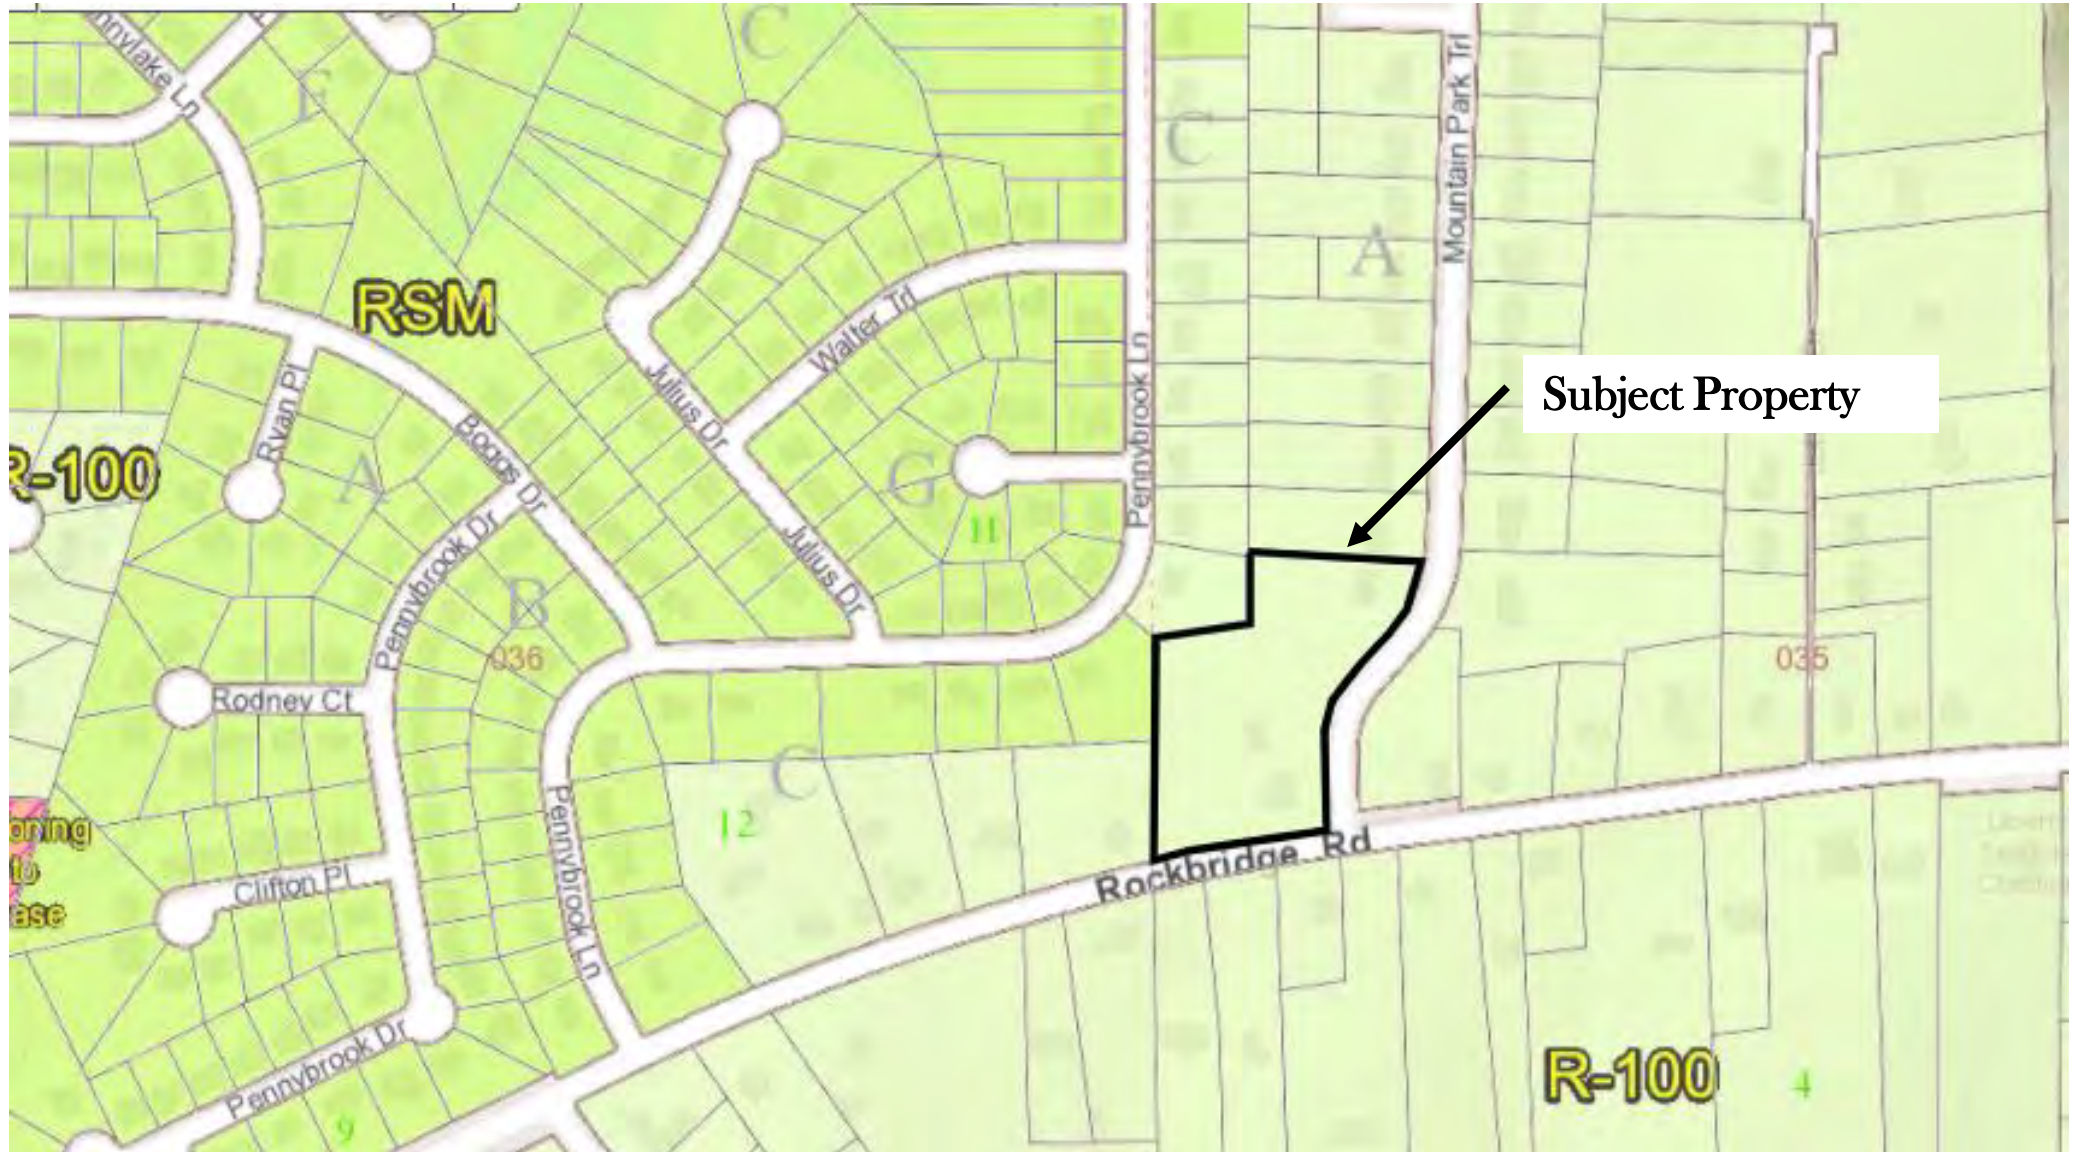 C
E
C
Mountain Park Trl
A
RSM
Walter Trl
Julius Dr
Pennybrook Ln
Subject Property
Ryan Pl
Boggs Dr
R-100
A
G
11
Julius Dr
Pennybrook Dr
B
036
035
Rodney Ct
C
12
Pennybrook Ln
to
Rockbridge Rd
Clifton Pl
R-100
4
Pennybrook Dr
9